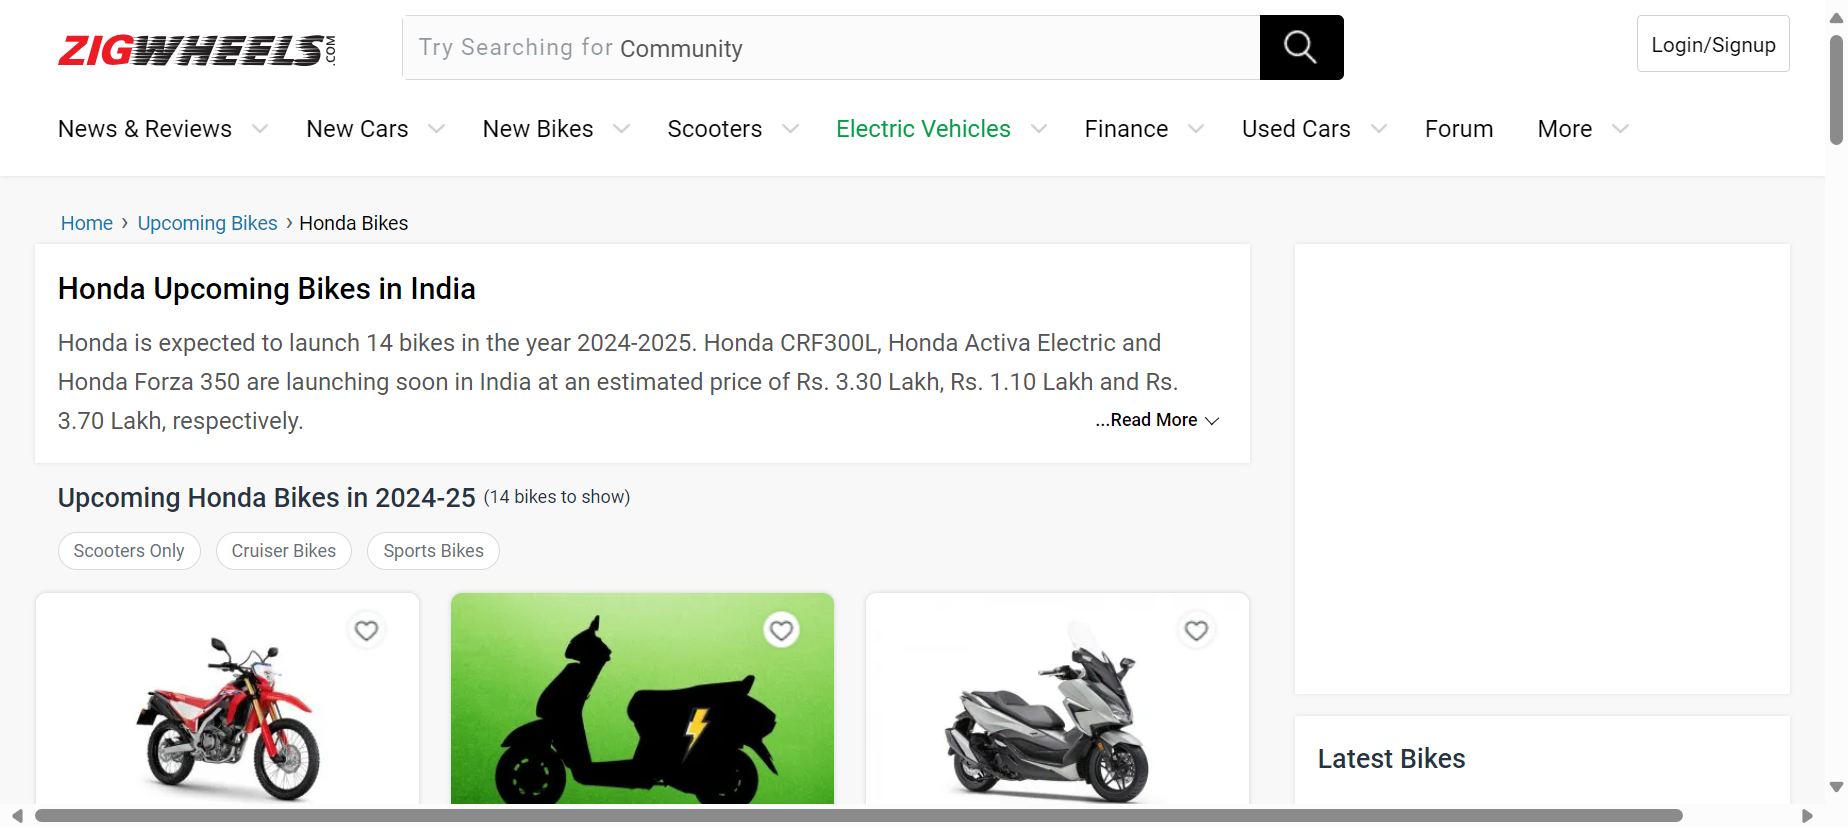 ZIGWHEELS.COM
Try Searching for Community
Login/Signup
News & Reviews New Cars New Bikes Scooters Electric Vehicles Finance Used Cars Forum More
Home › Upcoming Bikes › Honda Bikes
Honda Upcoming Bikes in India
Honda is expected to launch 14 bikes in the year 2024-2025. Honda CRF300L, Honda Activa Electric and
Honda Forza 350 are launching soon in India at an estimated price of Rs. 3.30 Lakh, Rs. 1.10 Lakh and Rs.
3.70 Lakh, respectively.
...Read More
Upcoming Honda Bikes in 2024-25 (14 bikes to show)
Scooters Only Cruiser Bikes Sports Bikes
Latest Bikes